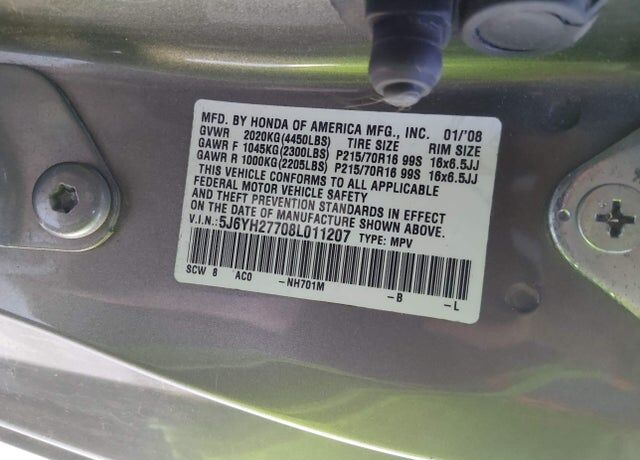 MFD. BY HONDA OF AMERICA MFG., INC. 01/'08
GVWR 2020KG(4450LBS) TIRE SIZE RIM SIZE
GAWR F 1045KG(2300LBS) P215/70R16 99S 16x6.5JJ
GAWR R 1000KG(2205LBS) P215/70R16 99S 16x6.5JJ
THIS VEHICLE CONFORMS TO ALL APPLICABLE
FEDERAL MOTOR VEHICLE SAFETY
AND THEFT PREVENTION STANDARDS IN EFFECT
ON THE DATE OF MANUFACTURE SHOWN ABOVE.
V.I.N.: 5J6YH27708L011207 TYPE: MPV
SCW 8 AC0 -NH701M -B -L